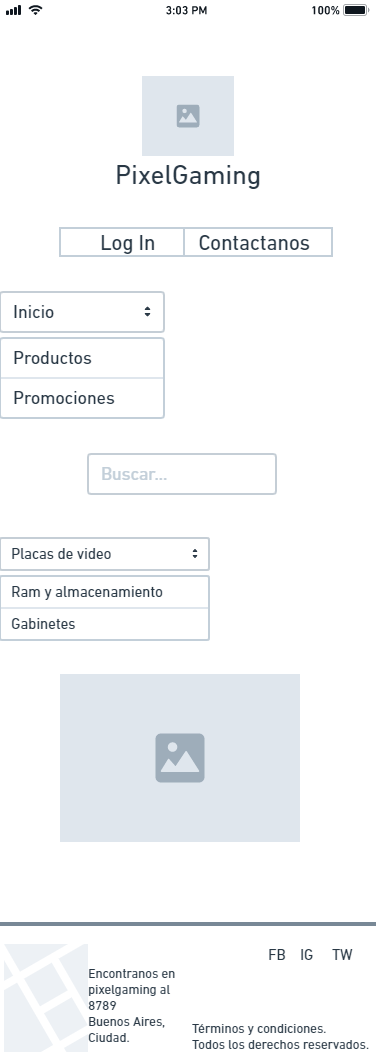 3:03 PM
100%
PixelGaming
Log In
Contactanos
Inicio
Productos
Promociones
Buscar...
Placas de video
Ram y almacenamiento
Gabinetes
FB IG TW
Encontranos en
pixelgaming al
8789
Buenos Aires,
Ciudad.
Términos y condiciones.
Todos los derechos reservados.